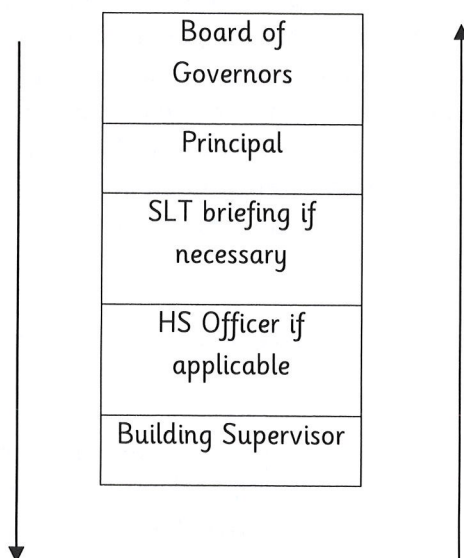 Board of
Governors
Principal
SLT briefing if
necessary
HS Officer if
applicable
Building Supervisor